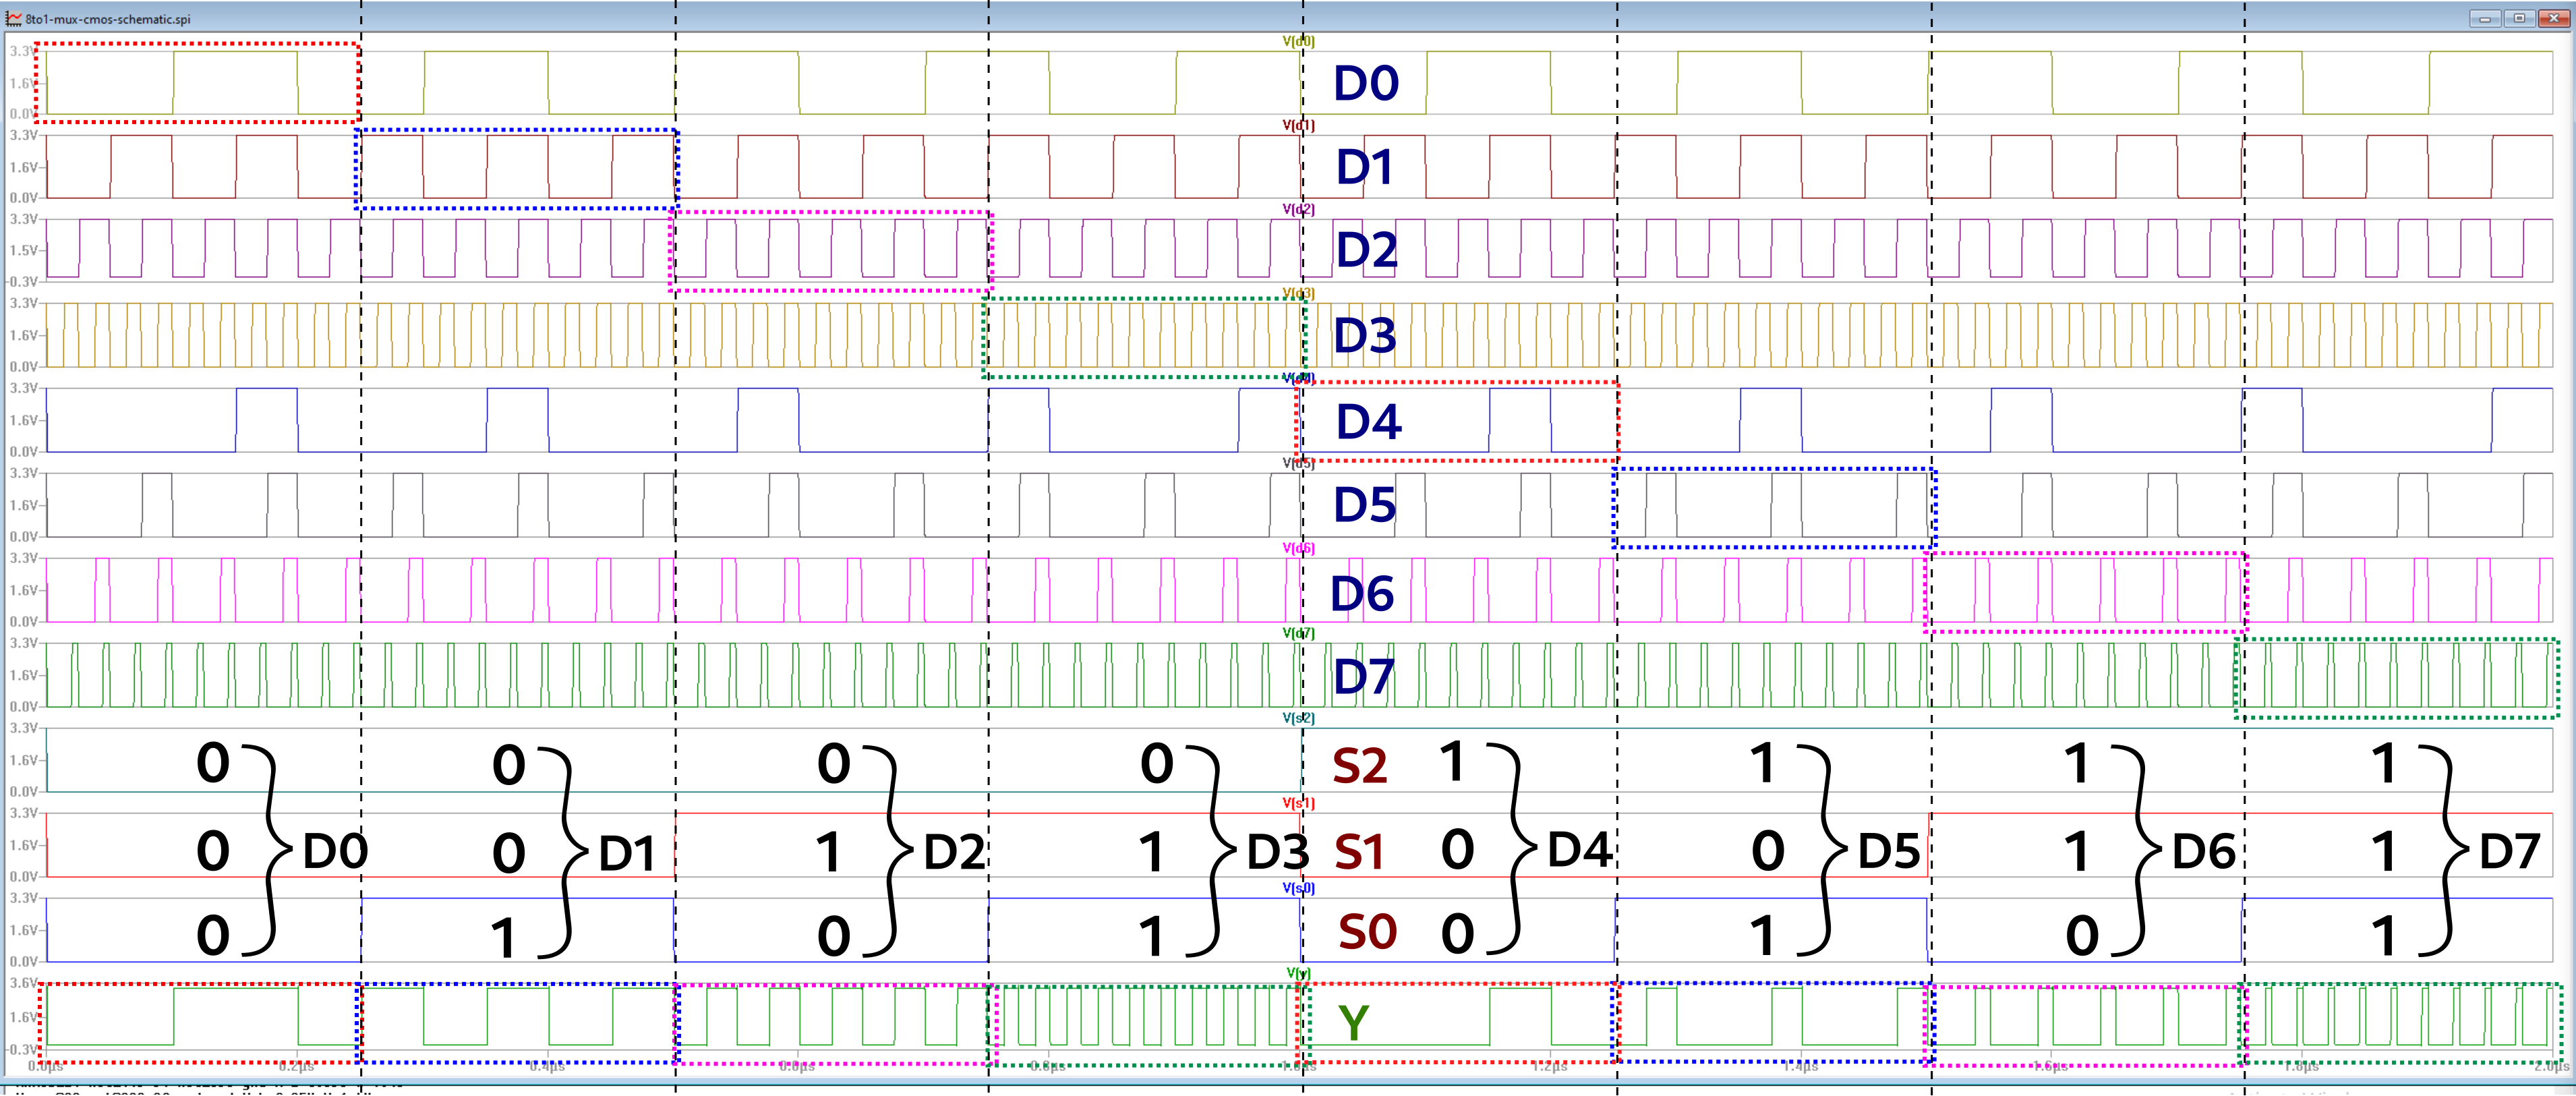 8to1-mux-cmos-schematic.spi
V(d0)
3.3V
1.6V
0.0V
D0
V(d1)
3.3V
1.6V
0.0V
D1
V(d2)
3.3V
1.5V
-0.3V
D2
V(d3)
3.3V
1.6V
0.0V
D3
3.3V
1.6V
0.0V
D4
V(d5)
3.3V
1.6V
0.0V
D5
V(d6)
3.3V
1.6V
0.0V
D6
V(d7)
3.3V
1.6V
0.0V
D7
V(s2)
3.3V
1.6V
0.0V
0 0 0 0 S2 1 1 1 1
V(s1)
3.3V
1.6V
0.0V
0 D0 0 D1 1 D2 1 D3 S1 0 D4 0 D5 1 D6 1 D7
V(s0)
3.3V
1.6V
0.0V
0 1 0 1 S0 0 1 0 1
V(y)
3.6V
1.6V
-0.3V
Y
0.0µs 0.2µs 0.4µs 0.6µs 0.8µs 1.0µs 1.2µs 1.4µs 1.6µs 1.8µs 2.0µs